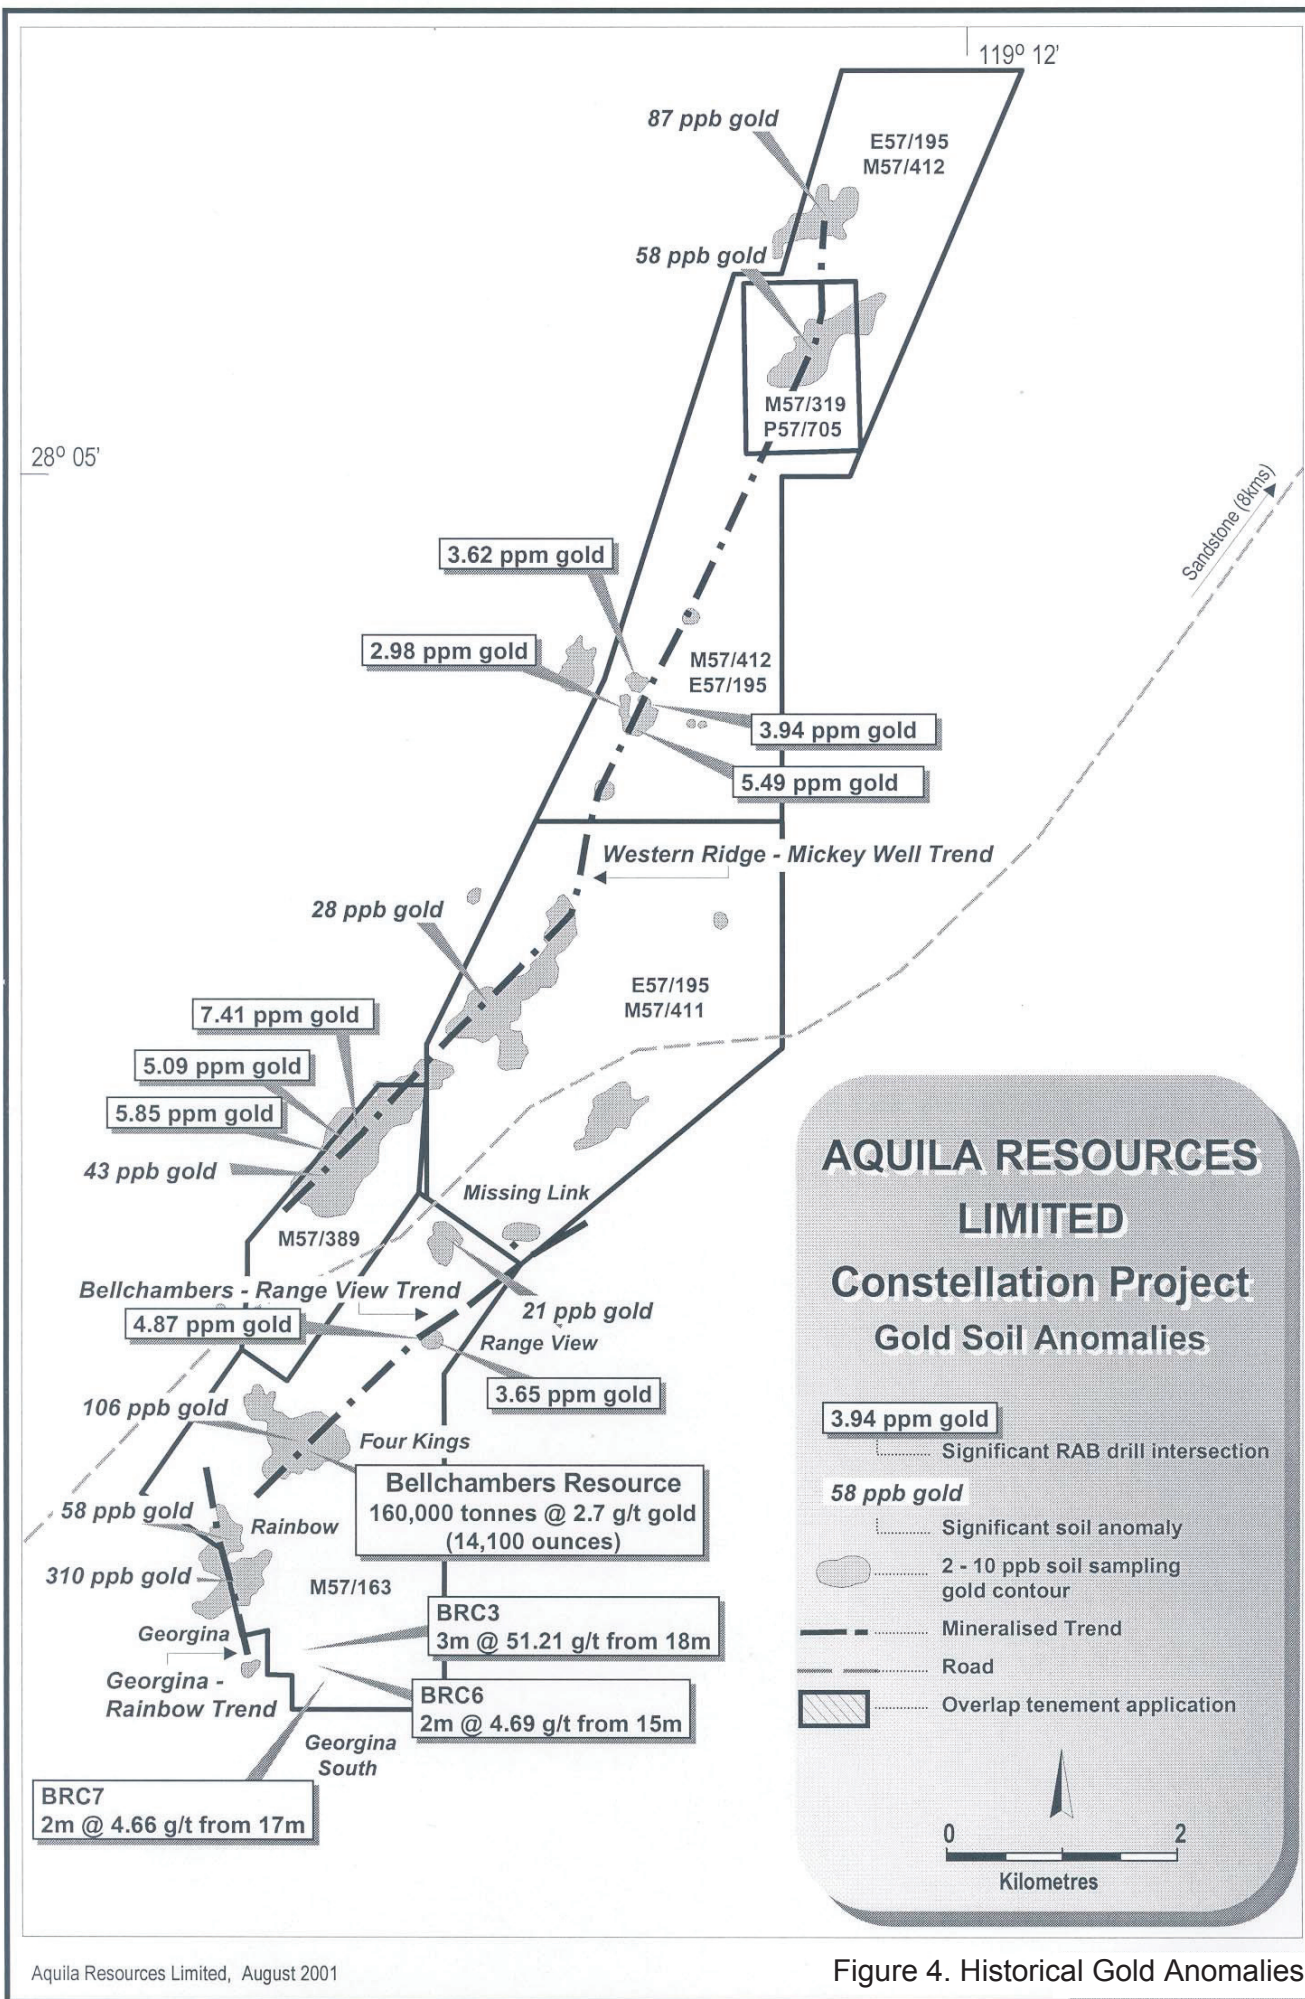 119° 12'
87 ppb gold
E57/195
M57/412
58 ppb gold
M57/319
P57/705
28° 05'
Sandstone (8kms)
3.62 ppm gold
2.98 ppm gold
M57/412
E57/195
3.94 ppm gold
5.49 ppm gold
Western Ridge - Mickey Well Trend
28 ppb gold
E57/195
M57/411
7.41 ppm gold
5.09 ppm gold
5.85 ppm gold
43 ppb gold
Missing Link
M57/389
Bellchambers - Range View Trend
21 ppb gold
4.87 ppm gold
Range View
3.65 ppm gold
106 ppb gold
Four Kings
Bellchambers Resource
160,000 tonnes @ 2.7 g/t gold
(14,100 ounces)
58 ppb gold
Rainbow
310 ppb gold
M57/163
BRC3
3m @ 51.21 g/t from 18m
Georgina
Georgina -
Rainbow Trend
BRC6
2m @ 4.69 g/t from 15m
Georgina
South
BRC7
2m @ 4.66 g/t from 17m
AQUILA RESOURCES
LIMITED
Constellation Project
Gold Soil Anomalies
3.94 ppm gold
Significant RAB drill intersection
58 ppb gold
Significant soil anomaly
2 - 10 ppb soil sampling
gold contour
Mineralised Trend
Road
Overlap tenement application
0 2
Kilometres
Aquila Resources Limited, August 2001
Figure 4. Historical Gold Anomalies